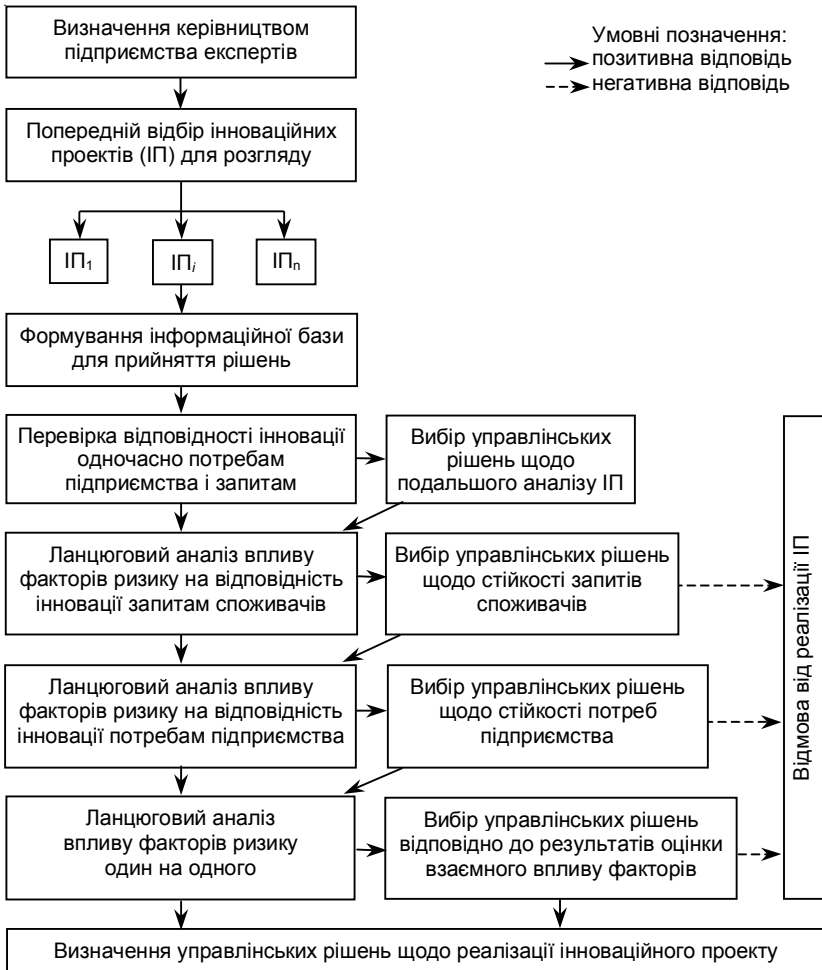 Визначення керівництвом
підприємства експертів
Умовні позначення:
позитивна відповідь
негативна відповідь
Попередній відбір інноваційних
проектів (ІП) для розгляду
ІП1
ІПi
ІПn
Формування інформаційної бази
для прийняття рішень
Перевірка відповідності інновації
одночасно потребам
підприємства і запитам
Вибір управлінських
рішень щодо
подальшого аналізу ІП
Ланцюговий аналіз впливу
факторів ризику на відповідність
інновації запитам споживачів
Вибір управлінських рішень
щодо стійкості запитів
споживачів
Ланцюговий аналіз впливу
факторів ризику на відповідність
інновації потребам підприємства
Вибір управлінських рішень
щодо стійкості потреб
підприємства
Ланцюговий аналіз
впливу факторів ризику
один на одного
Вибір управлінських рішень
відповідно до результатів оцінки
взаємного впливу факторів
Відмова від реалізації ІП
Визначення управлінських рішень щодо реалізації інноваційного проекту